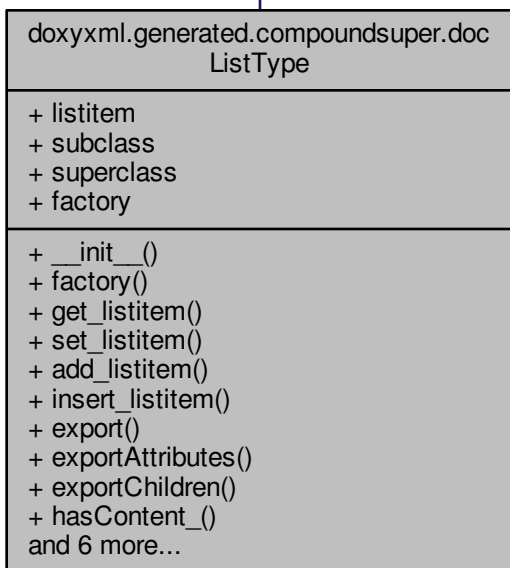 doxyxml.generated.compoundsuper.doc
ListType
+ listitem
+ subclass
+ superclass
+ factory
+ __init__()
+ factory()
+ get_listitem()
+ set_listitem()
+ add_listitem()
+ insert_listitem()
+ export()
+ exportAttributes()
+ exportChildren()
+ hasContent_()
and 6 more...